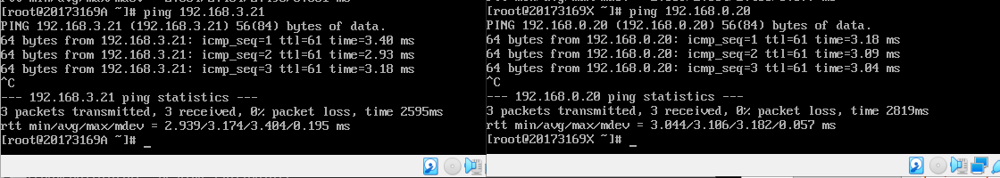 [root@20173169A ~]# ping 192.168.3.21
PING 192.168.3.21 (192.168.3.21) 56(84) bytes of data.
64 bytes from 192.168.3.21: icmp_seq=1 ttl=61 time=3.40 ms
64 bytes from 192.168.3.21: icmp_seq=2 ttl=61 time=2.93 ms
64 bytes from 192.168.3.21: icmp_seq=3 ttl=61 time=3.18 ms
^C
--- 192.168.3.21 ping statistics ---
3 packets transmitted, 3 received, 0% packet loss, time 2595ms
rtt min/avg/max/mdev = 2.939/3.174/3.404/0.195 ms
[root@20173169A ~]# _
[root@20173169X ~]# ping 192.168.0.20
PING 192.168.0.20 (192.168.0.20) 56(84) bytes of data.
64 bytes from 192.168.0.20: icmp_seq=1 ttl=61 time=3.18 ms
64 bytes from 192.168.0.20: icmp_seq=2 ttl=61 time=3.09 ms
64 bytes from 192.168.0.20: icmp_seq=3 ttl=61 time=3.04 ms
^C
--- 192.168.0.20 ping statistics ---
3 packets transmitted, 3 received, 0% packet loss, time 2819ms
rtt min/avg/max/mdev = 3.044/3.106/3.182/0.057 ms
[root@20173169X ~]# _